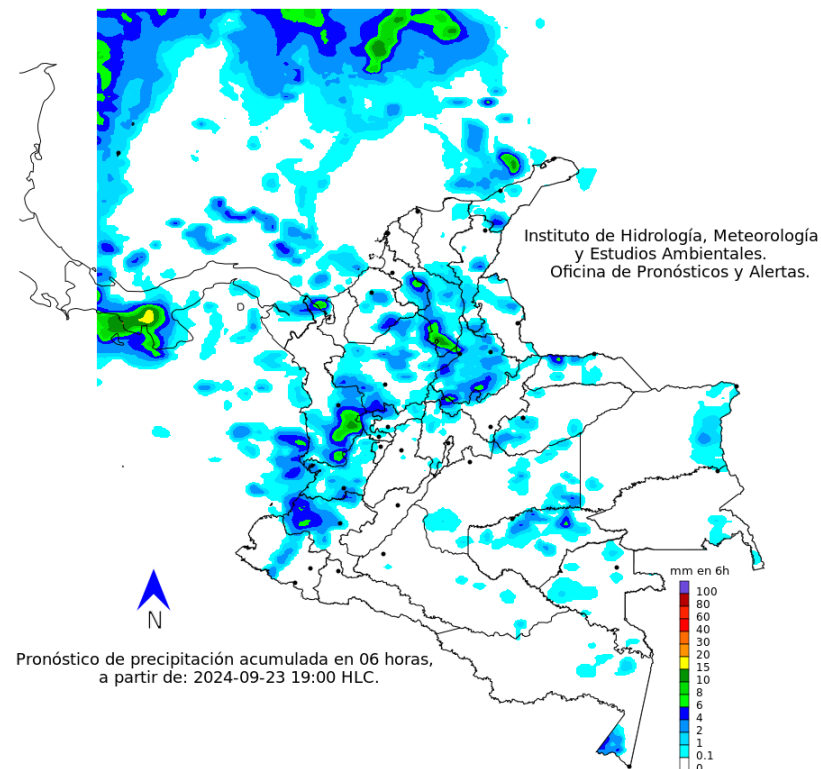 Instituto de Hidrología, Meteorología
y Estudios Ambientales.
Oficina de Pronósticos y Alertas.
mm en 6h
100
80
60
40
30
20
15
10
8
6
4
2
1
0.1
0
N
Pronóstico de precipitación acumulada en 06 horas,
a partir de: 2024-09-23 19:00 HLC.